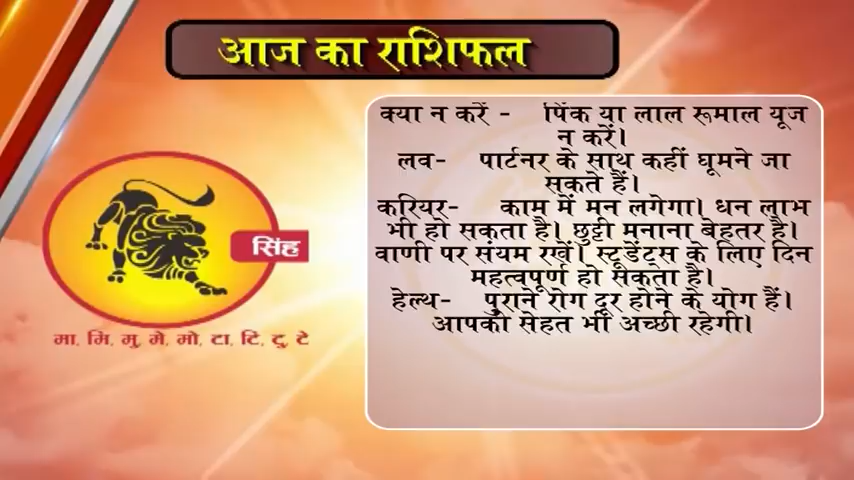 आज का राशिफल
क्या न करें - पिंक या लाल रूमाल यूज
न करें।
लव- पार्टनर के साथ कहीं घूमने जा
सकते हैं।
करियर- काम में मन लगेगा। धन लाभ
भी हो सकता है। छुट्टी मनाना बेहतर है।
वाणी पर संयम रखें। स्टूडेंट्स के लिए दिन
महत्वपूर्ण हो सकता है।
हेल्थ- पुराने रोग दूर होने के योग हैं।
आपकी सेहत भी अच्छी रहेगी।
सिंह
मा, मि, मु, मे, मो, टा, टि, टु, टे